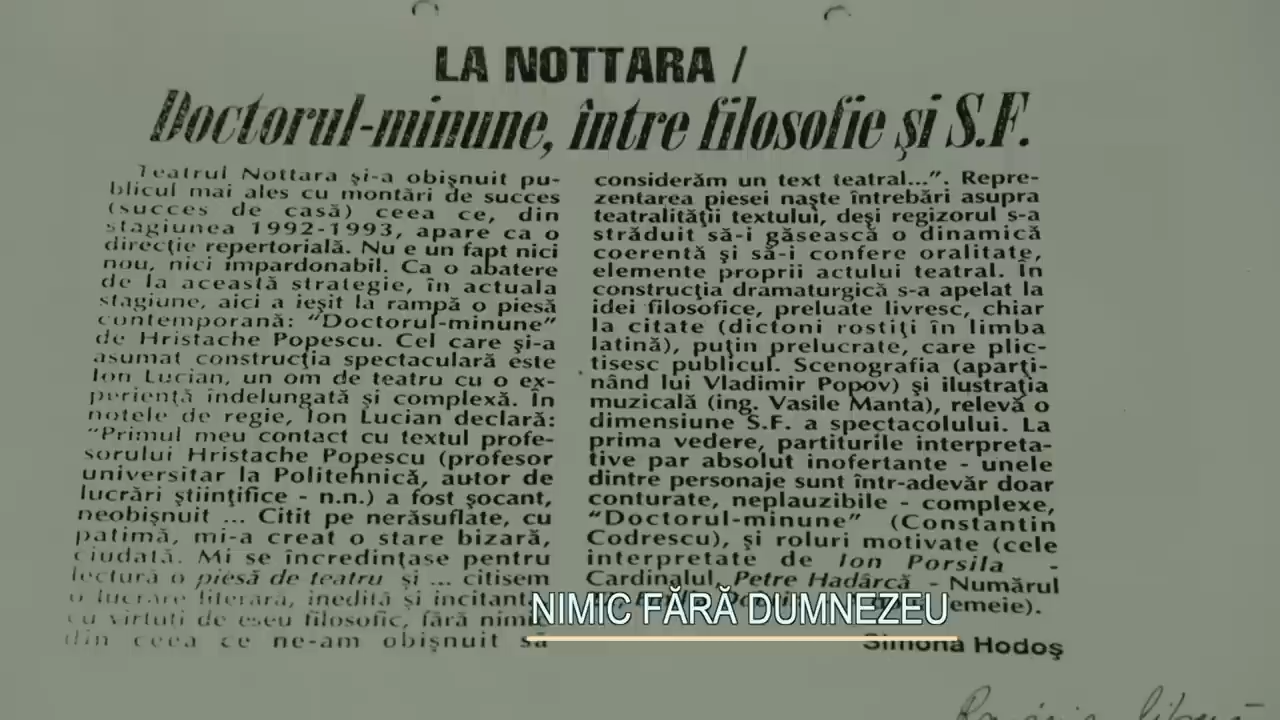 LA NOTTARA /
Doctorul-minune, între filosofie şi S.F.
Teatrul Nottara şi-a obişnuit pu-
blicul mai ales cu montări de succes
(succes de casă) ceea ce, din
stagiunea 1992-1993, apare ca o
direcţie repertorială. Nu e un fapt nici
nou, nici impardonabil. Ca o abatere
de la această strategie, în actuala
stagiune, aici a ieşit la rampă o piesă
contemporană: "Doctorul-minune"
de Hristache Popescu. Cel care şi-a
asumat construcţia spectaculară este
Ion Lucian, un om de teatru cu o ex-
perienţă îndelungată şi complexă. În
notele de regie, Ion Lucian declară:
"Primul meu contact cu textul profe-
sorului Hristache Popescu (profesor
universitar la Politehnică, autor de
lucrări ştiinţifice - n.n.) a fost şocant,
neobişnuit ... Citit pe nerăsuflate, cu
patimă, mi-a creat o stare bizară,
ciudată. Mi se încredinţase pentru
lectură o piesă de teatru şi ... citisem
o lucrare literară, inedită şi incitantă
cu virtuţi de eseu filosofic, fără nimic
din ceea ce ne-am obişnuit să
considerăm un text teatral...". Repre-
zentarea piesei naşte întrebări asupra
teatralităţii textului, deşi regizorul s-a
străduit să-i găsească o dinamică
coerentă şi să-i confere oralitate,
elemente proprii actului teatral. În
construcţia dramaturgică s-a apelat la
idei filosofice, preluate livresc, chiar
la citate (dictoni rostiţi în limba
latină), puţin prelucrate, care plic-
tisesc publicul. Scenografia (aparţi-
nând lui Vladimir Popov) şi ilustraţia
muzicală (ing. Vasile Manta), relevă o
dimensiune S.F. a spectacolului. La
prima vedere, partiturile interpreta-
tive par absolut inofertante - unele
dintre personaje sunt într-adevăr doar
conturate, neplauzibile - complexe,
"Doctorul-minune" (Constantin
Codrescu), şi roluri motivate (cele
interpretate de Ion Porsila -
Cardinalul, Petre Hadârcă - Numărul
femeie).
Simona Hodoş
NIMIC FĂRĂ DUMNEZEU
România liberă